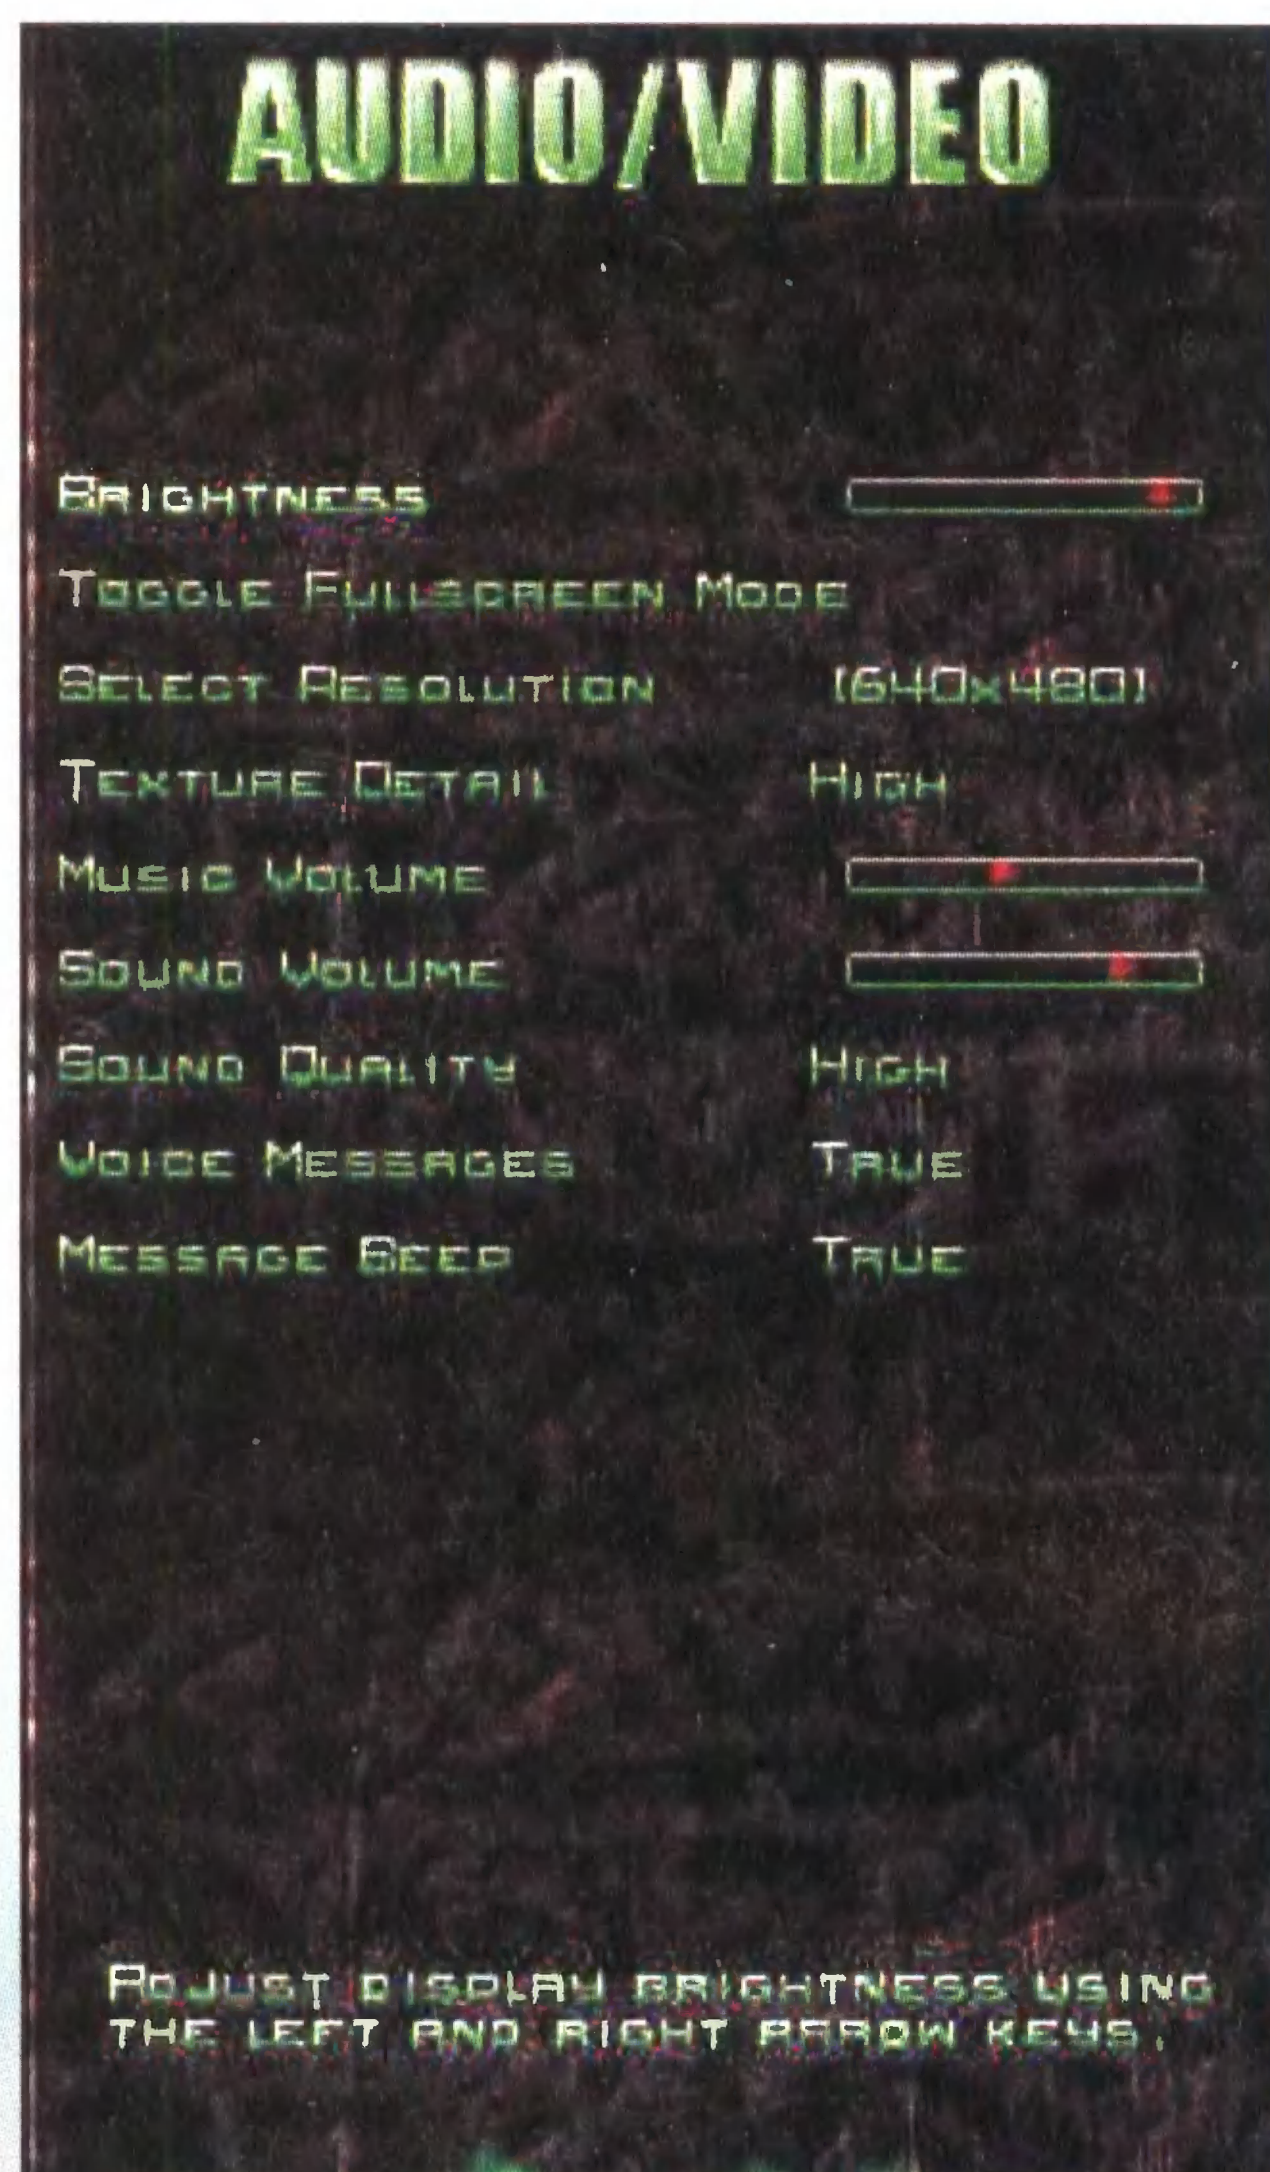 AUDIO/VIDEO
BRIGHTNESS
TOGGLE FULLSCREEN MODE
SELECT RESOLUTION [640x480]
TEXTURE DETAIL HIGH
MUSIC VOLUME
SOUND VOLUME
SOUND QUALITY HIGH
VOICE MESSAGES TRUE
MESSAGE BEEP TRUE
ADJUST DISPLAY BRIGHTNESS USING
THE LEFT AND RIGHT ARROW KEYS.